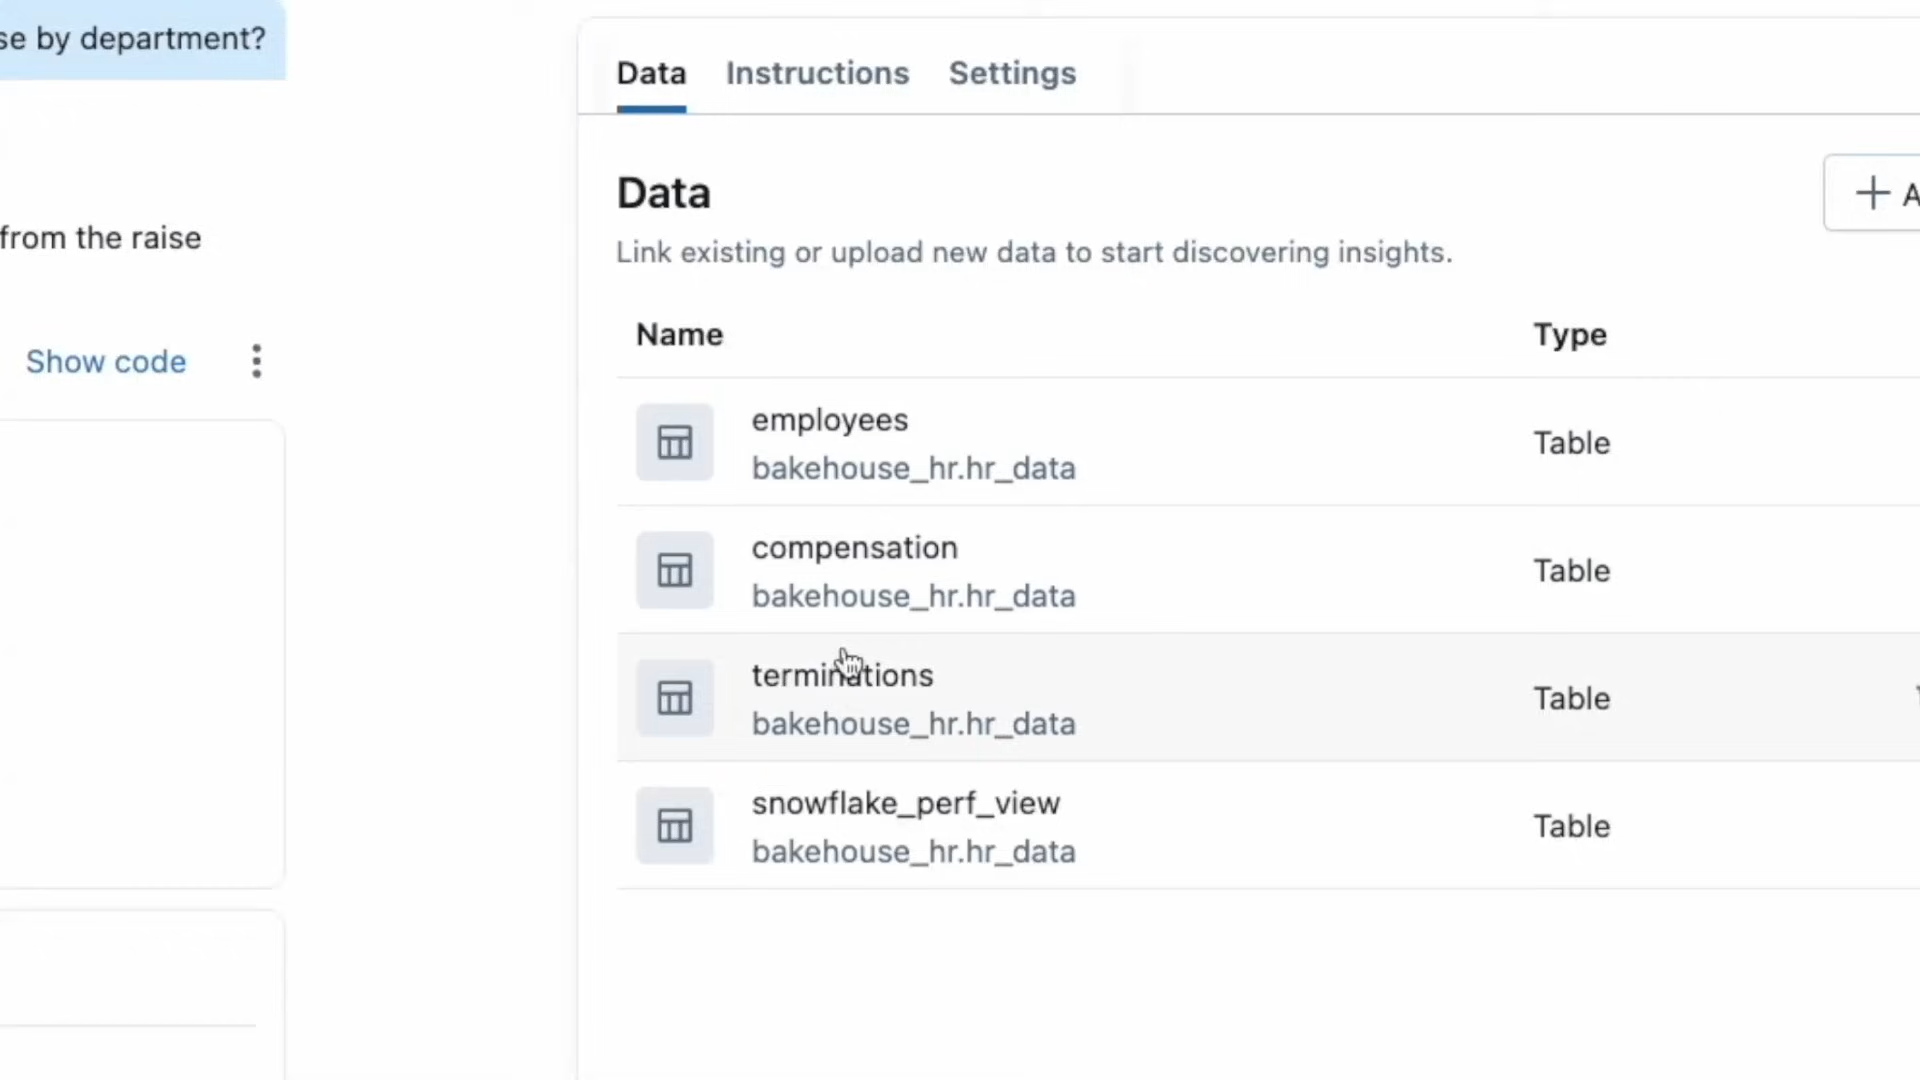 se by department?
from the raise
Show code
Data Instructions Settings
Data
+ A
Link existing or upload new data to start discovering insights.
Name Type
employees
bakehouse_hr.hr_data
Table
compensation
bakehouse_hr.hr_data
Table
terminations
bakehouse_hr.hr_data
Table
snowflake_perf_view
bakehouse_hr.hr_data
Table